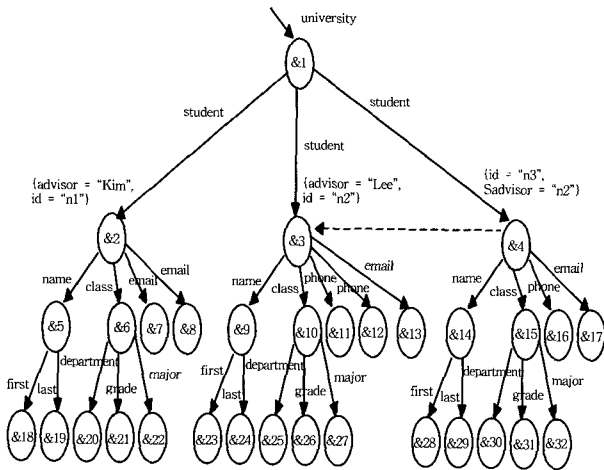 university
&1
student
student
student
{advisor = "Kim",
id = "n1"}
{advisor = "Lee",
id = "n2"}
{id = "n3",
Sadvisor = "n2"}
&2
&3
&4
name
class
email
email
name
class
phone
phone
email
name
class
phone
email
&5
&6
&7
&8
&9
&10
&11
&12
&13
&14
&15
&16
&17
first
last
department
grade
major
first
last
department
grade
major
first
last
department
grade
major
&18
&19
&20
&21
&22
&23
&24
&25
&26
&27
&28
&29
&30
&31
&32